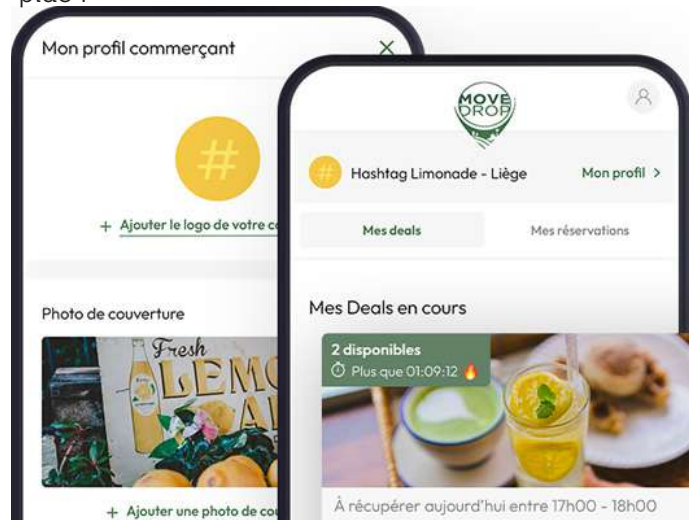 Mon profil commerçant
#
+ Ajouter le logo de votre
Photo de couverture
Fresh
+ Ajouter une photo de
MOVE
DROP
# Hashtag Limonade - Liège Mon profil >
Mes deals Mes réservations
Mes Deals en cours
2 disponibles
Plus que 01:09:12 🔥
À récupérer aujourd'hui entre 17h00 - 18h00